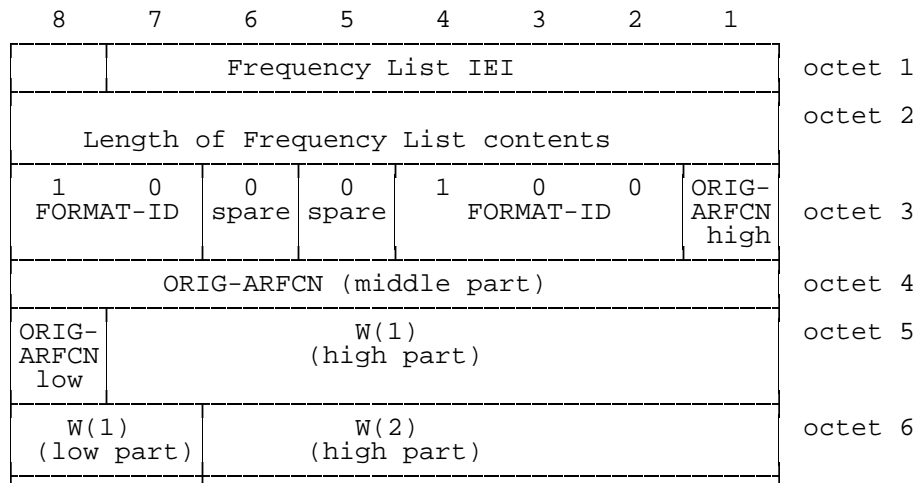 8 7 6 5 4 3 2 1
Frequency List IEI octet 1
octet 2
Length of Frequency List contents
1 0 0 0 1 0 0 ORIG-
FORMAT-ID spare spare FORMAT-ID ARFCN octet 3
high
ORIG-ARFCN (middle part) octet 4
ORIG- W(1) octet 5
ARFCN (high part)
low
W(1) W(2) octet 6
(low part) (high part)